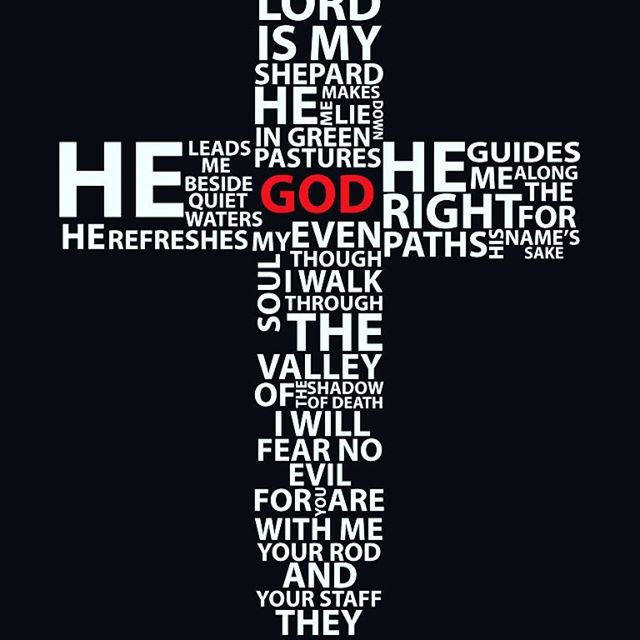 LORD
IS MY
SHEPARD
HE MAKES
ME LIE DOWN
IN GREEN
PASTURES
HE LEADS
ME
BESIDE
QUIET
WATERS
HE REFRESHES MY
SOUL
GOD
HE GUIDES
ME ALONG
THE
RIGHT
PATHS
FOR
HIS NAME'S
SAKE
EVEN
THOUGH
I WALK
THROUGH
THE
VALLEY
OF THE SHADOW
OF DEATH
I WILL
FEAR NO
EVIL
FOR YOU ARE
WITH ME
YOUR ROD
AND
YOUR STAFF
THEY